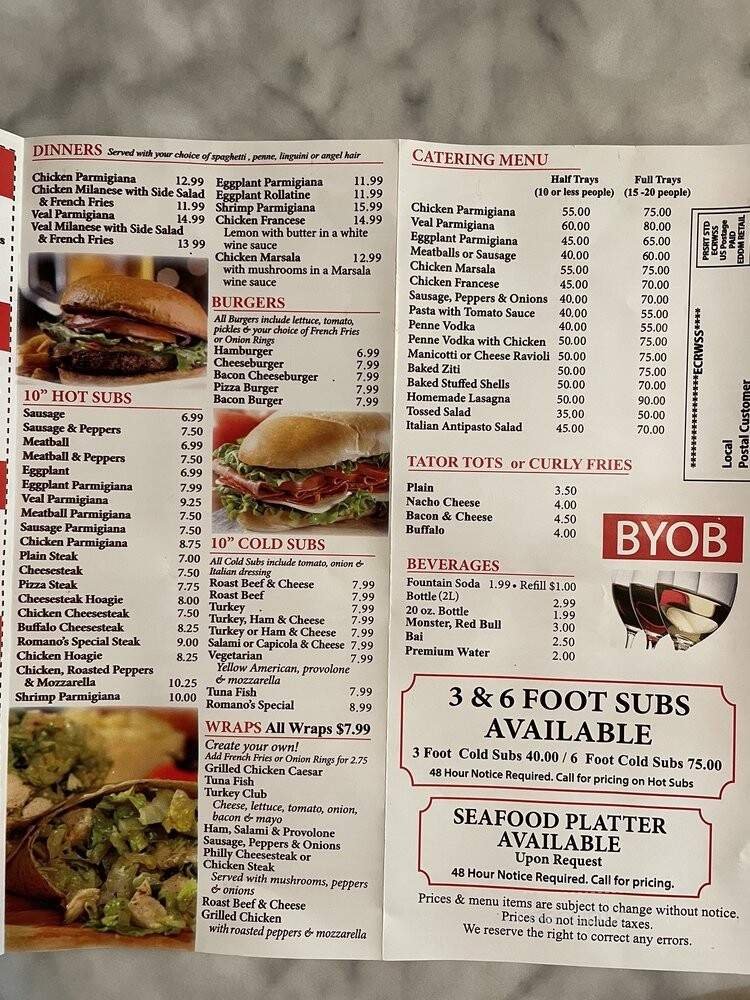 DINNERS Served with your choice of spaghetti , penne, linguini or angel hair
Chicken Parmigiana 12.99
Chicken Milanese with Side Salad
& French Fries 11.99
Veal Parmigiana 14.99
Veal Milanese with Side Salad
& French Fries 13 99
Eggplant Parmigiana 11.99
Eggplant Rollatine 11.99
Shrimp Parmigiana 15.99
Chicken Francese 14.99
Lemon with butter in a white
wine sauce
Chicken Marsala 12.99
with mushrooms in a Marsala
wine sauce
BURGERS
All Burgers include lettuce, tomato,
pickles & your choice of French Fries
or Onion Rings
Hamburger 6.99
Cheeseburger 7.99
Bacon Cheeseburger 7.99
Pizza Burger 7.99
Bacon Burger 7.99
10" HOT SUBS
Sausage 6.99
Sausage & Peppers 7.50
Meatball 6.99
Meatball & Peppers 7.50
Eggplant 6.99
Eggplant Parmigiana 7.99
Veal Parmigiana 9.25
Meatball Parmigiana 7.50
Sausage Parmigiana 7.50
Chicken Parmigiana 8.75
Plain Steak 7.00
Cheesesteak 7.50
Pizza Steak 7.75
Cheesesteak Hoagie 8.00
Chicken Cheesesteak 7.50
Buffalo Cheesesteak 8.25
Romano's Special Steak 9.00
Chicken Hoagie 8.25
Chicken, Roasted Peppers
& Mozzarella 10.25
Shrimp Parmigiana 10.00
10" COLD SUBS
All Cold Subs include tomato, onion &
Italian dressing
Roast Beef & Cheese 7.99
Roast Beef 7.99
Turkey 7.99
Turkey, Ham & Cheese 7.99
Turkey or Ham & Cheese 7.99
Salami or Capicola & Cheese 7.99
Vegetarian 7.99
Yellow American, provolone
& mozzarella
Tuna Fish 7.99
Romano's Special 8.99
WRAPS All Wraps $7.99
Create your own!
Add French Fries or Onion Rings for 2.75
Grilled Chicken Caesar
Tuna Fish
Turkey Club
Cheese, lettuce, tomato, onion,
bacon & mayo
Ham, Salami & Provolone
Sausage, Peppers & Onions
Philly Cheesesteak or
Chicken Steak
Served with mushrooms, peppers
& onions
Roast Beef & Cheese
Grilled Chicken
with roasted peppers & mozzarella
CATERING MENU
Half Trays Full Trays
(10 or less people) (15 -20 people)
Chicken Parmigiana 55.00 75.00
Veal Parmigiana 60.00 80.00
Eggplant Parmigiana 45.00 65.00
Meatballs or Sausage 40.00 60.00
Chicken Marsala 55.00 75.00
Chicken Francese 45.00 70.00
Sausage, Peppers & Onions 40.00 70.00
Pasta with Tomato Sauce 40.00 55.00
Penne Vodka 40.00 55.00
Penne Vodka with Chicken 50.00 75.00
Manicotti or Cheese Ravioli 50.00 75.00
Baked Ziti 50.00 75.00
Baked Stuffed Shells 50.00 70.00
Homemade Lasagna 50.00 90.00
Tossed Salad 35.00 50.00
Italian Antipasto Salad 45.00 70.00
PRSRT STD
ECRWSS
US Postage
PAID
EDDM RETAIL
****************ECRWSS****
Local
Postal Customer
TATOR TOTS or CURLY FRIES
Plain 3.50
Nacho Cheese 4.00
Bacon & Cheese 4.50
Buffalo 4.00
BYOB
BEVERAGES
Fountain Soda 1.99 • Refill $1.00
Bottle (2L) 2.99
20 oz. Bottle 1.99
Monster, Red Bull 3.00
Bai 2.50
Premium Water 2.00
3 & 6 FOOT SUBS
AVAILABLE
3 Foot Cold Subs 40.00 / 6 Foot Cold Subs 75.00
48 Hour Notice Required. Call for pricing on Hot Subs
SEAFOOD PLATTER
AVAILABLE
Upon Request
48 Hour Notice Required. Call for pricing.
Prices & menu items are subject to change without notice.
Prices do not include taxes.
We reserve the right to correct any errors.